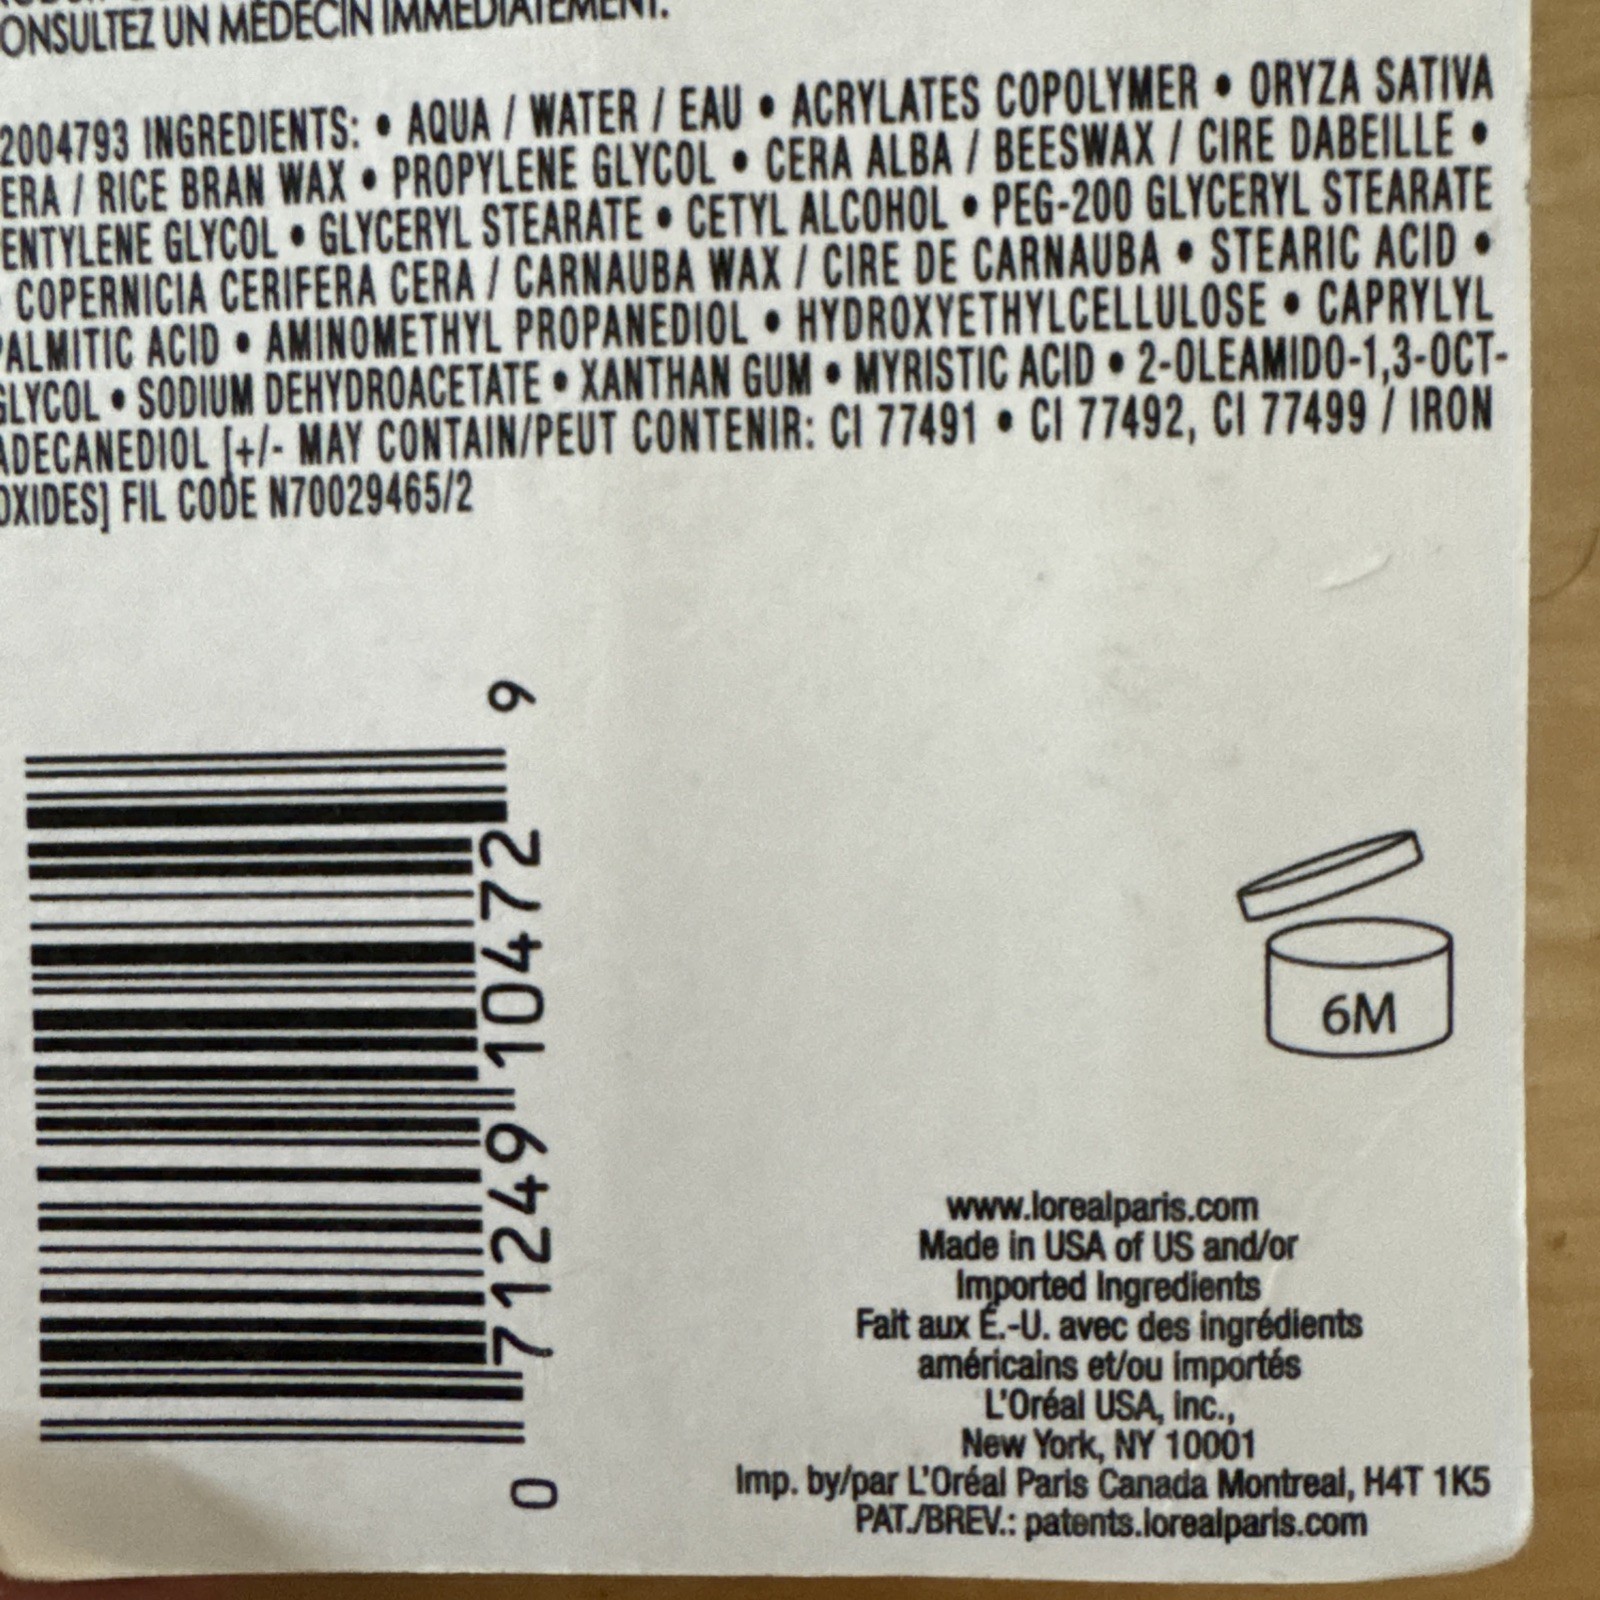 CONSULTEZ UN MÉDECIN IMMÉDIATEMENT.
2004793 INGREDIENTS: • AQUA / WATER / EAU • ACRYLATES COPOLYMER • ORYZA SATIVA
ERA / RICE BRAN WAX • PROPYLENE GLYCOL • CERA ALBA / BEESWAX / CIRE DABEILLE •
ENTYLENE GLYCOL • GLYCERYL STEARATE • CETYL ALCOHOL • PEG-200 GLYCERYL STEARATE
• COPERNICIA CERIFERA CERA / CARNAUBA WAX / CIRE DE CARNAUBA • STEARIC ACID •
PALMITIC ACID • AMINOMETHYL PROPANEDIOL • HYDROXYETHYLCELLULOSE • CAPRYLYL
GLYCOL • SODIUM DEHYDROACETATE • XANTHAN GUM • MYRISTIC ACID • 2-OLEAMIDO-1,3-OCT-
ADECANEDIOL [+/- MAY CONTAIN/PEUT CONTENIR: CI 77491 • CI 77492, CI 77499 / IRON
OXIDES] FIL CODE N70029465/2
0 71249 10472 9
6M
www.lorealparis.com
Made in USA of US and/or
Imported Ingredients
Fait aux É.-U. avec des ingrédients
américains et/ou importés
L'Oréal USA, Inc.,
New York, NY 10001
Imp. by/par L'Oréal Paris Canada Montreal, H4T 1K5
PAT./BREV.: patents.lorealparis.com